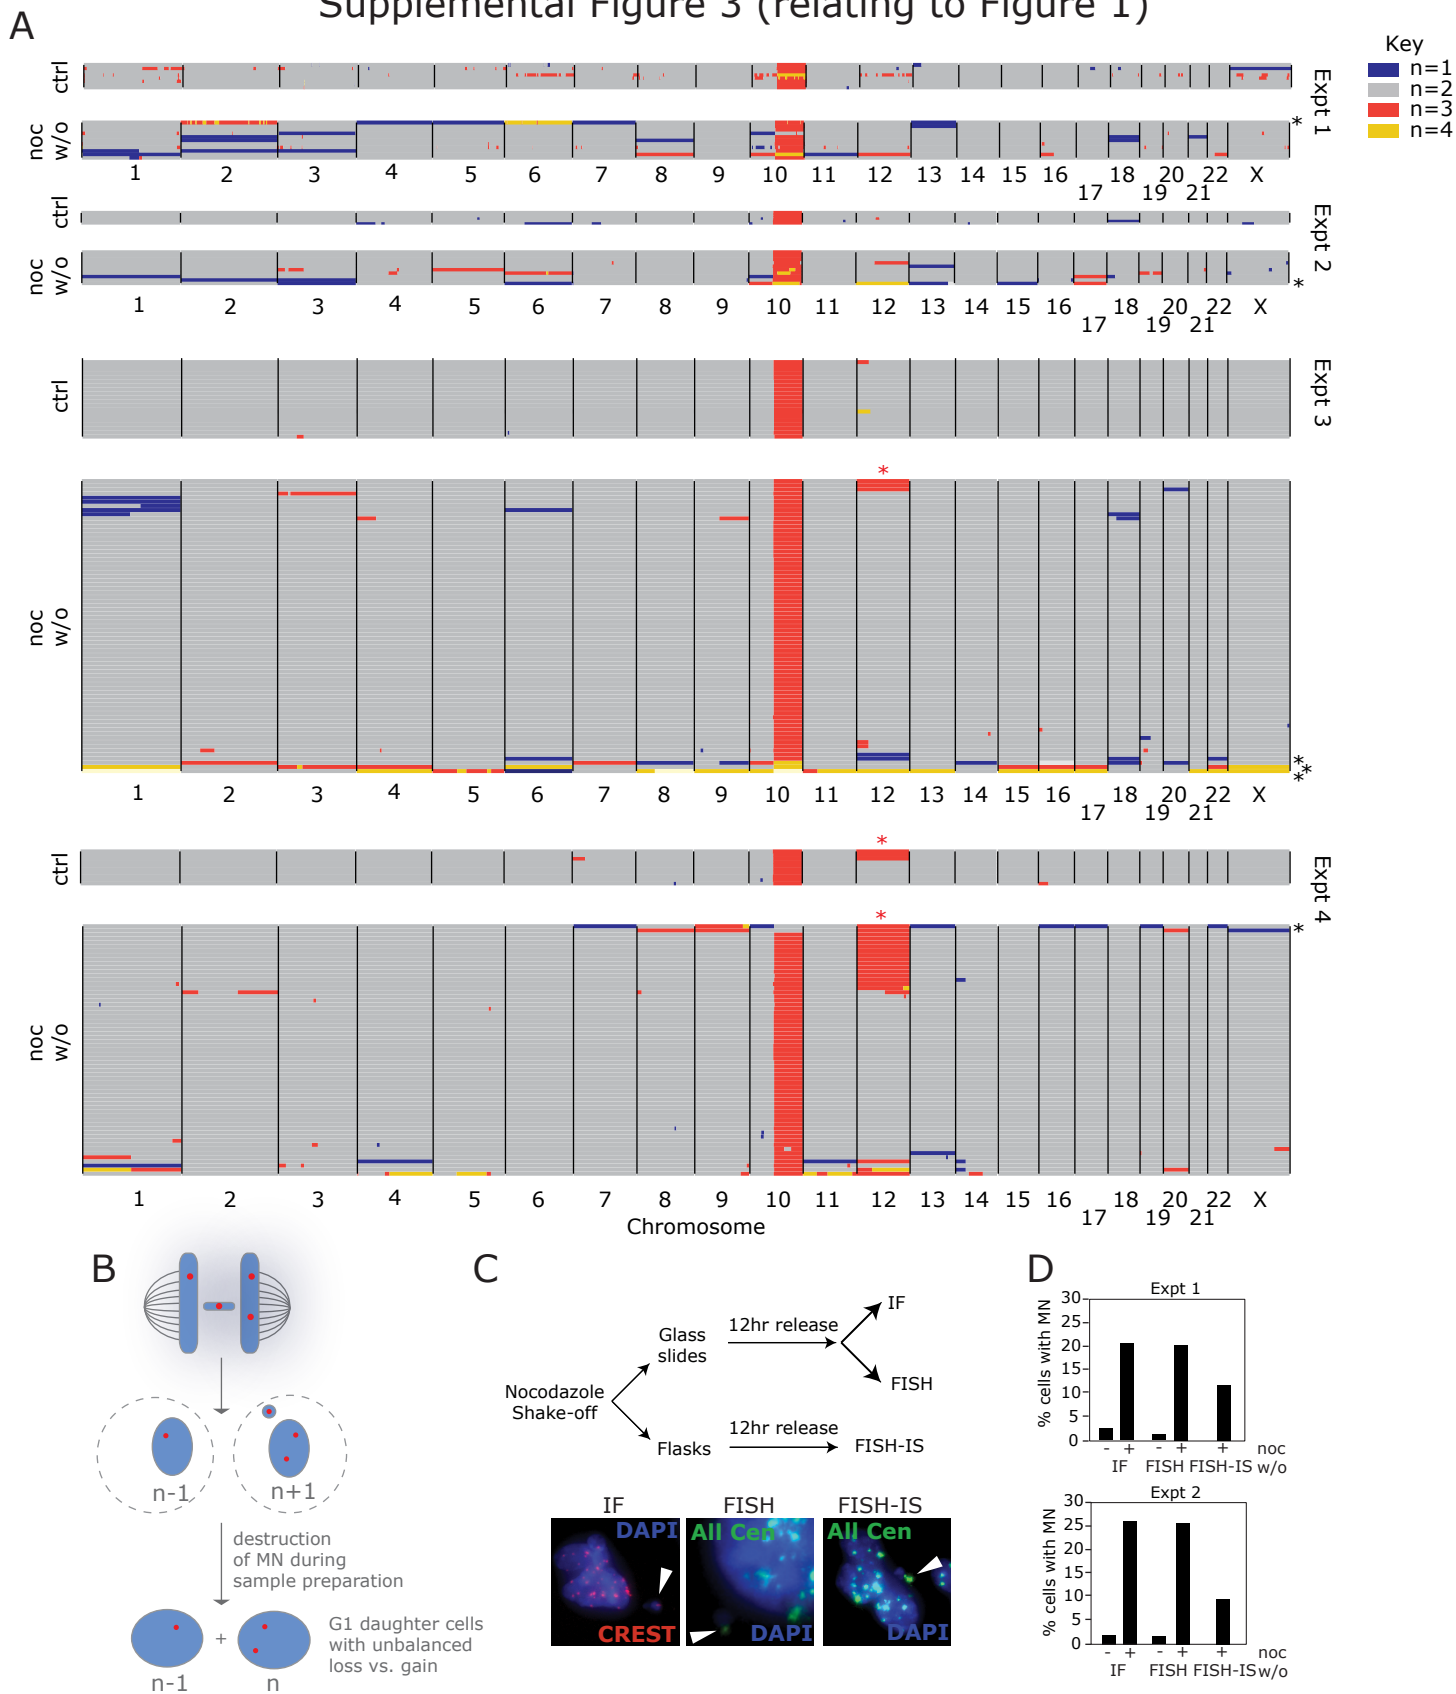 Supplemental Figure 3 (relating to Figure 1)
A
Key
n=1
n=2
n=3
n=4
ctrl
Expt 1
noc
w/o
*
1 2 3 4 5 6 7 8 9 10 11 12 13 14 15 16 17 18 19 20 21 22 X
ctrl
Expt 2
noc
w/o
*
1 2 3 4 5 6 7 8 9 10 11 12 13 14 15 16 17 18 19 20 21 22 X
ctrl
Expt 3
*
noc
w/o
*
*
*
1 2 3 4 5 6 7 8 9 10 11 12 13 14 15 16 17 18 19 20 21 22 X
*
ctrl
Expt 4
*
noc
w/o
*
1 2 3 4 5 6 7 8 9 10 11 12 13 14 15 16 17 18 19 20 21 22 X
Chromosome
B
n-1
n+1
destruction
of MN during
sample preparation
+
n-1
n
G1 daughter cells
with unbalanced
loss vs. gain
C
Nocodazole
Shake-off
Glass
slides
12hr release
IF
FISH
Flasks
12hr release
FISH-IS
IF
DAPI
CREST
FISH
All Cen
DAPI
FISH-IS
All Cen
DAPI
D
Expt 1
% cells with MN
30
25
20
15
10
5
0
- + - + + noc
IF FISH FISH-IS w/o
Expt 2
% cells with MN
30
25
20
15
10
5
0
- + - + + noc
IF FISH FISH-IS w/o